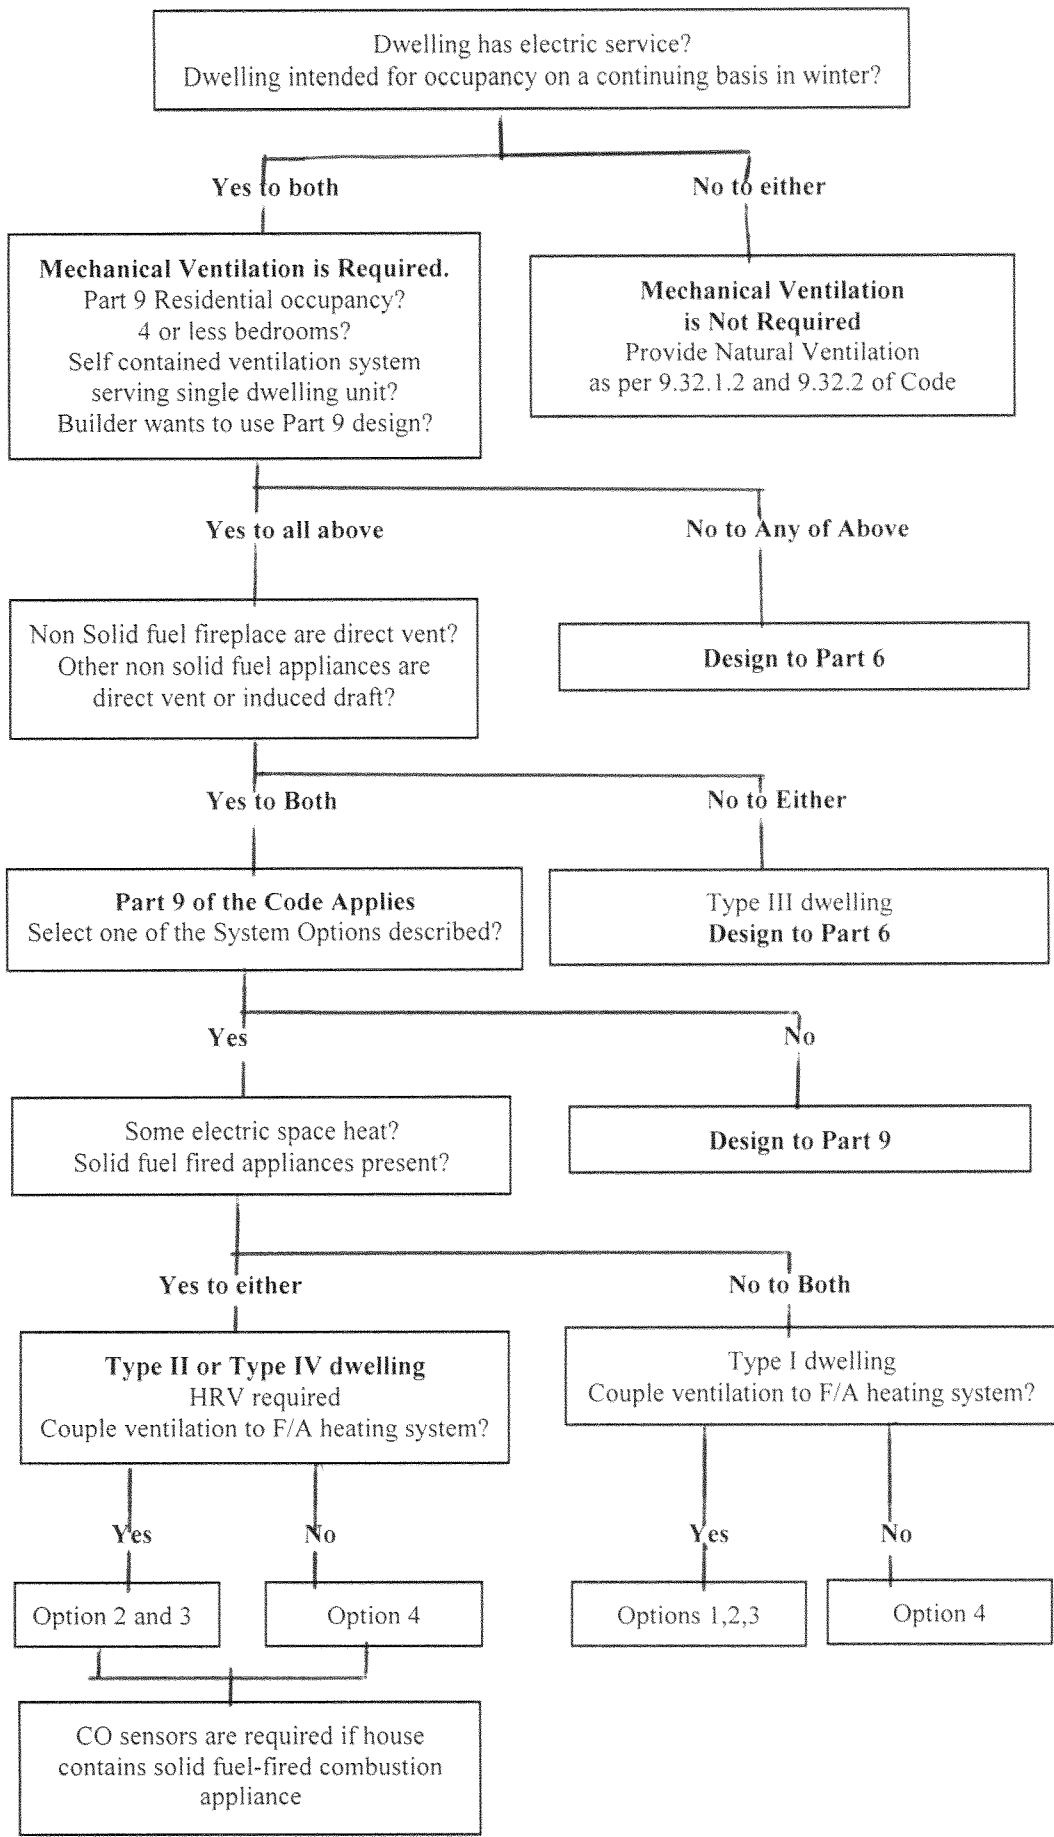 Dwelling has electric service?
Dwelling intended for occupancy on a continuing basis in winter?
Yes to both
No to either
Mechanical Ventilation is Required.
Part 9 Residential occupancy?
4 or less bedrooms?
Self contained ventilation system
serving single dwelling unit?
Builder wants to use Part 9 design?
Mechanical Ventilation
is Not Required
Provide Natural Ventilation
as per 9.32.1.2 and 9.32.2 of Code
Yes to all above
No to Any of Above
Non Solid fuel fireplace are direct vent?
Other non solid fuel appliances are
direct vent or induced draft?
Design to Part 6
Yes to Both
No to Either
Part 9 of the Code Applies
Select one of the System Options described?
Type III dwelling
Design to Part 6
Yes
No
Some electric space heat?
Solid fuel fired appliances present?
Design to Part 9
Yes to either
No to Both
Type II or Type IV dwelling
HRV required
Couple ventilation to F/A heating system?
Type I dwelling
Couple ventilation to F/A heating system?
Yes
No
Yes
No
Option 2 and 3
Option 4
Options 1,2,3
Option 4
CO sensors are required if house
contains solid fuel-fired combustion
appliance